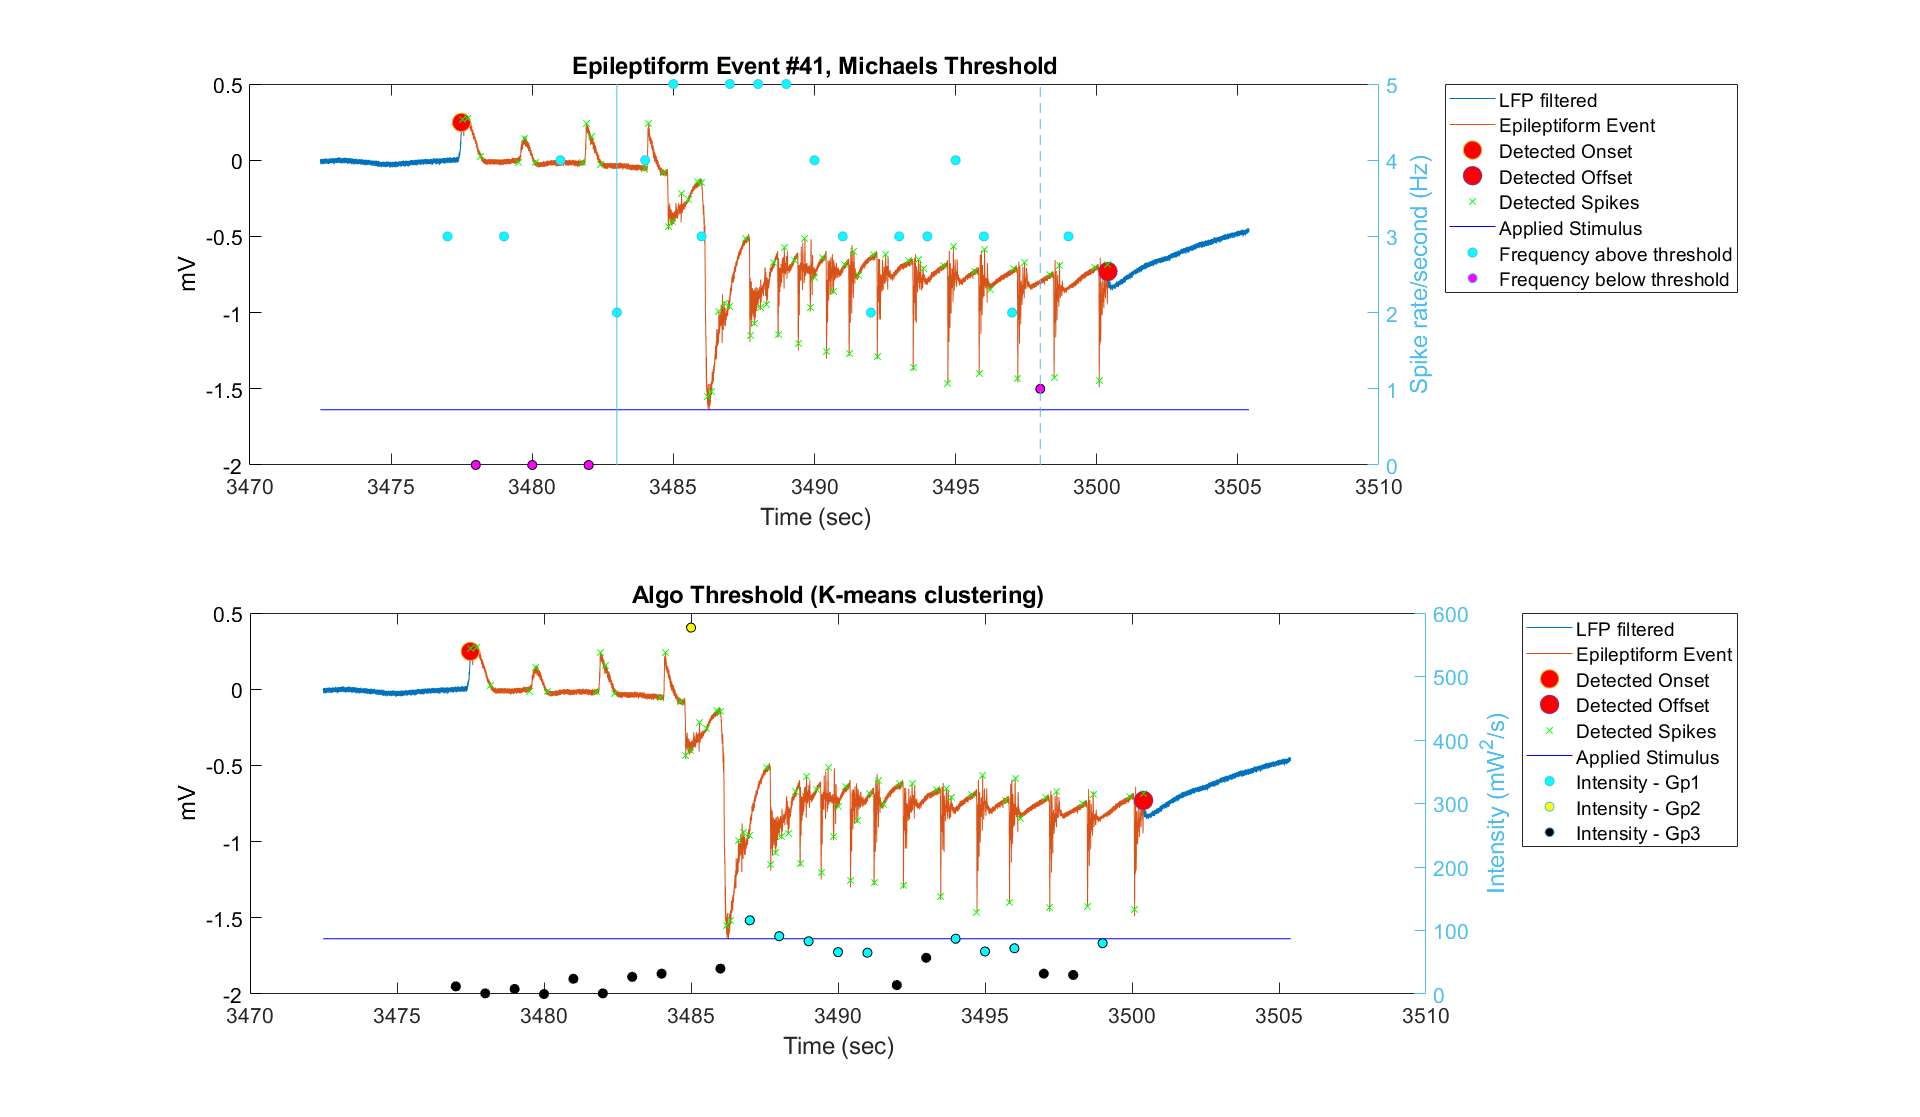 Epileptiform Event #41, Michaels Threshold
0.5
0
-0.5
-1
-1.5
-2
mV
3470 3475 3480 3485 3490 3495 3500 3505 3510
Time (sec)
5
4
3
2
1
0
Spike rate/second (Hz)
LFP filtered
Epileptiform Event
Detected Onset
Detected Offset
Detected Spikes
Applied Stimulus
Frequency above threshold
Frequency below threshold
Algo Threshold (K-means clustering)
0.5
0
-0.5
-1
-1.5
-2
mV
3470 3475 3480 3485 3490 3495 3500 3505 3510
Time (sec)
600
500
400
300
200
100
0
Intensity (mW²/s)
LFP filtered
Epileptiform Event
Detected Onset
Detected Offset
Detected Spikes
Applied Stimulus
Intensity - Gp1
Intensity - Gp2
Intensity - Gp3